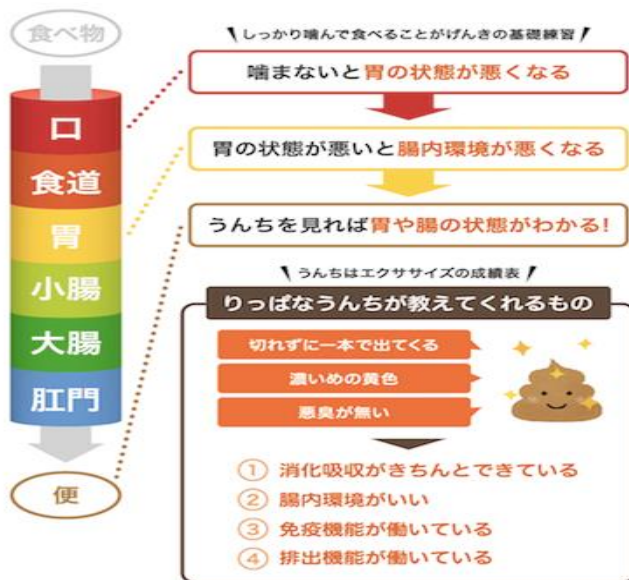 食べ物
口
食道
胃
小腸
大腸
肛門
便
しっかり噛んで食べることがげんきの基礎練習
噛まないと胃の状態が悪くなる
胃の状態が悪いと腸内環境が悪くなる
うんちを見れば胃や腸の状態がわかる!
うんちはエクササイズの成績表
りっぱなうんちが教えてくれるもの
切れずに一本で出てくる
濃いめの黄色
悪臭が無い
① 消化吸収がきちんとできている
② 腸内環境がいい
③ 免疫機能が働いている
④ 排出機能が働いている